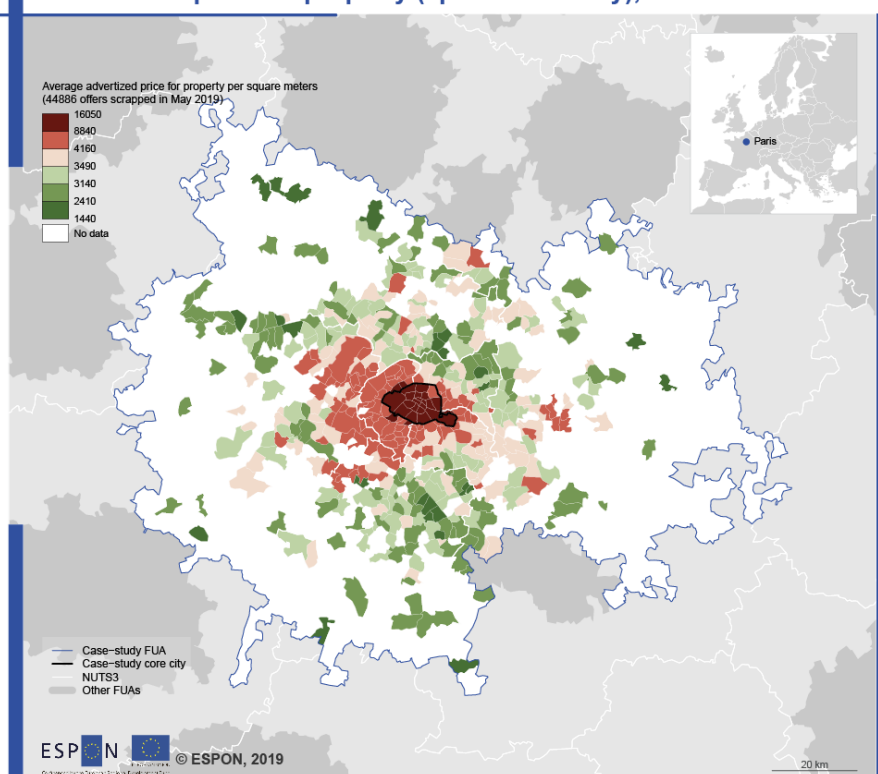 Average advertized price for property per square meters
(44886 offers scrapped in May 2019)
16050
8840
4160
3490
3140
2410
1440
No data
Paris
Case-study FUA
Case-study core city
NUTS3
Other FUAs
ESPON
© ESPON, 2019
20 km